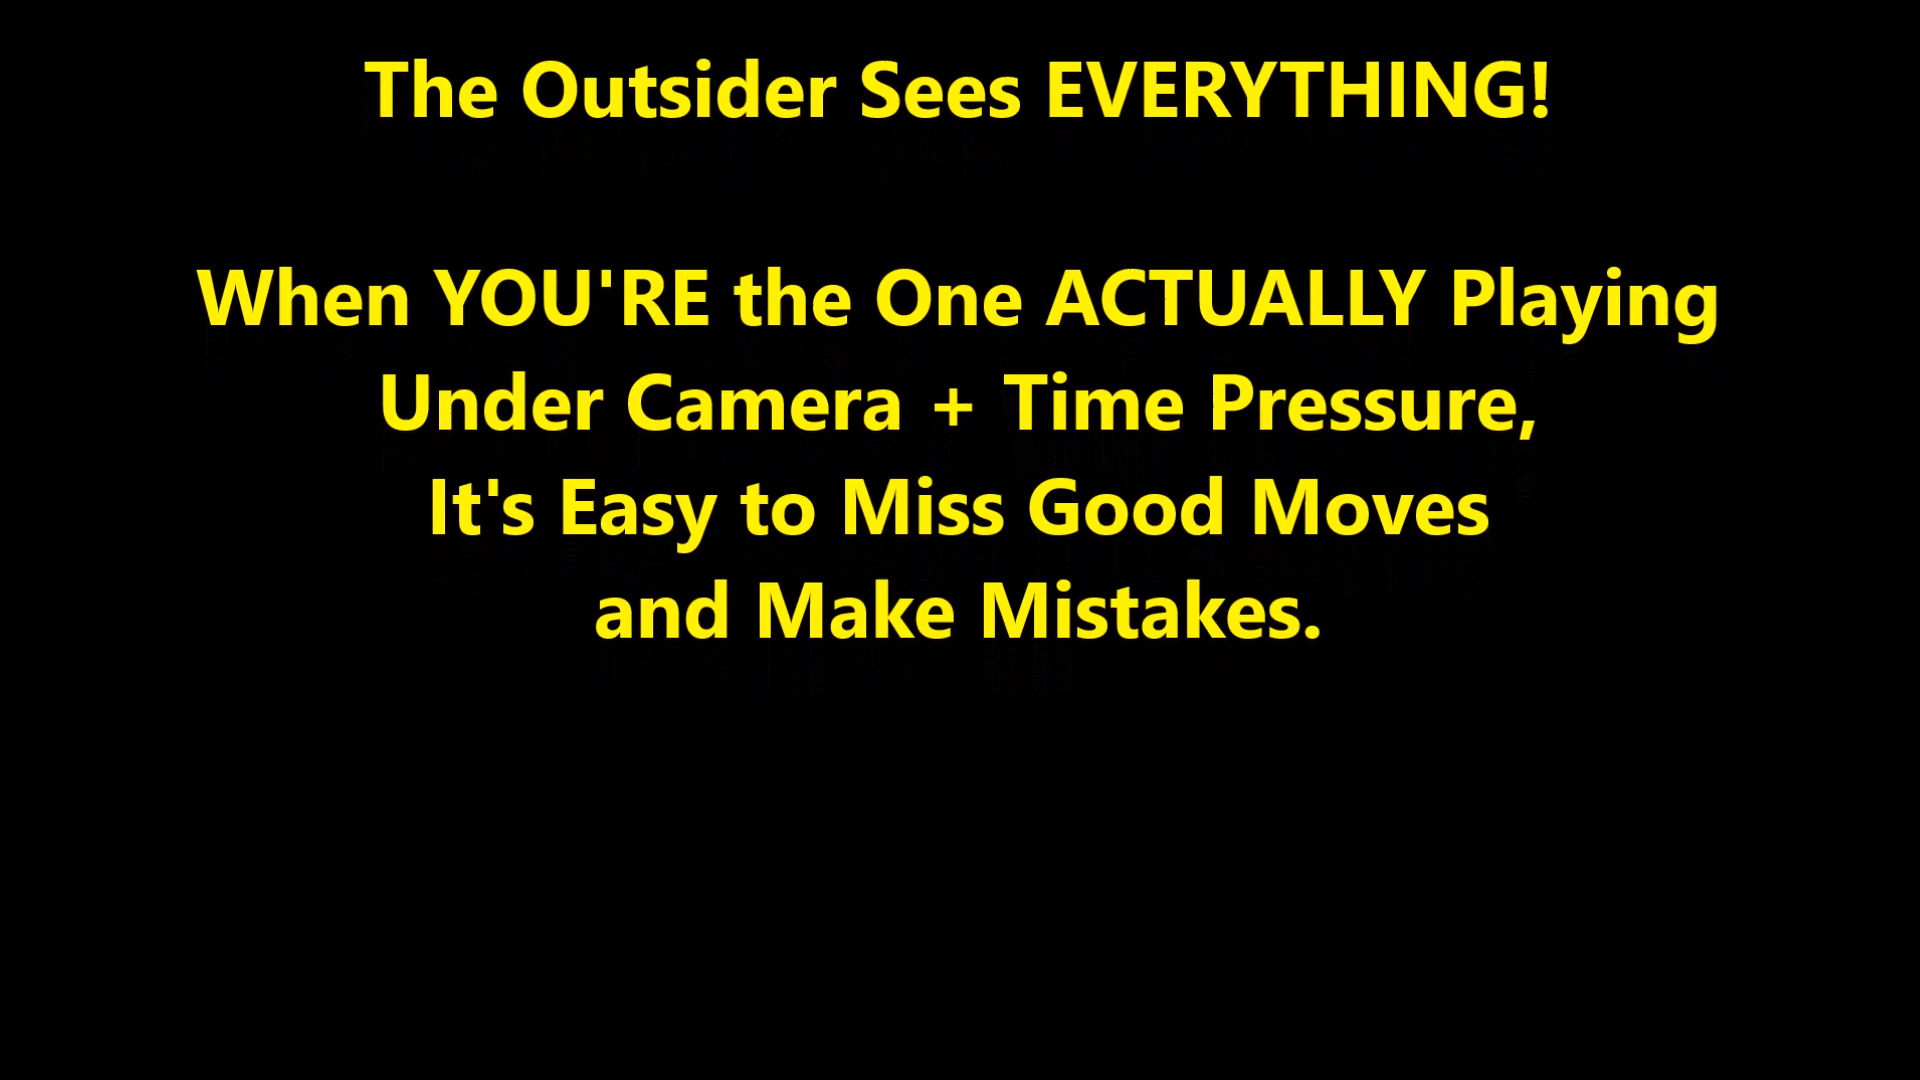 The Outsider Sees EVERYTHING!
When YOU'RE the One ACTUALLY Playing
Under Camera + Time Pressure,
It's Easy to Miss Good Moves
and Make Mistakes.